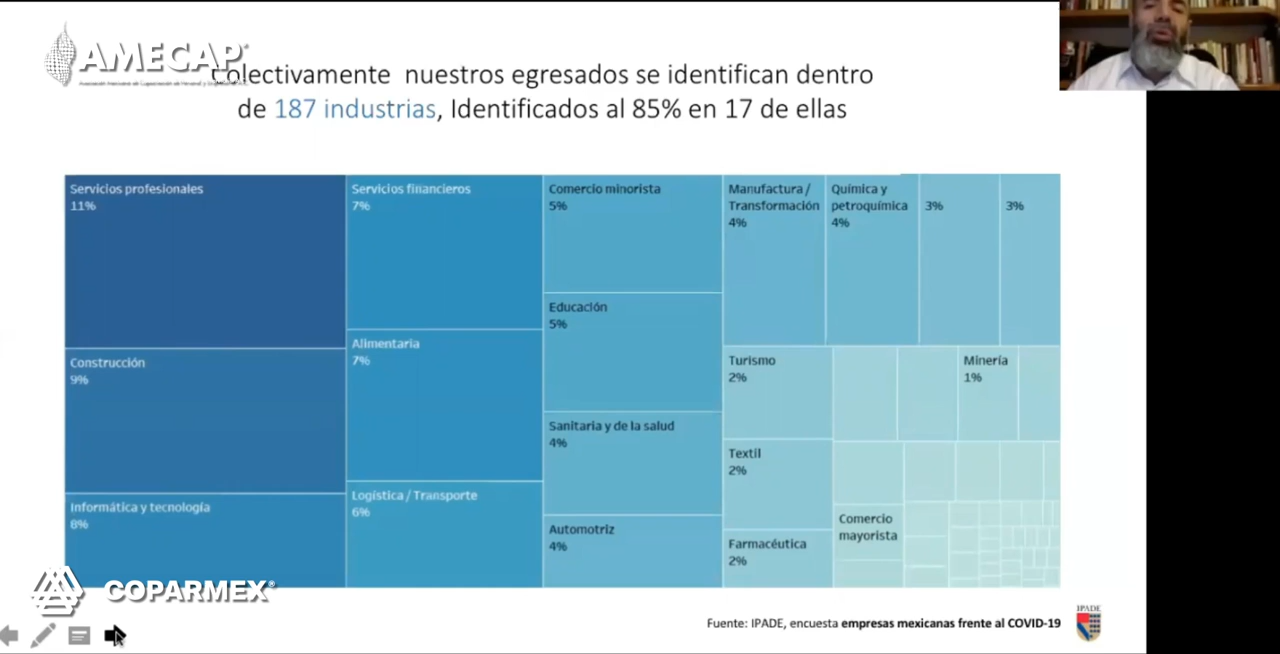 AMECAP
Colectivamente nuestros egresados se identifican dentro
de 187 industrias, Identificados al 85% en 17 de ellas
Servicios profesionales
11%
Construcción
9%
Informática y tecnología
8%
Servicios financieros
7%
Alimentaria
7%
Logística / Transporte
6%
Comercio minorista
5%
Educación
5%
Sanitaria y de la salud
4%
Automotriz
4%
Manufactura /
Transformación
4%
Química y
petroquímica
4%
3%
3%
Turismo
2%
Textil
2%
Farmacéutica
2%
Minería
1%
Comercio
mayorista
COPARMEX
Fuente: IPADE, encuesta empresas mexicanas frente al COVID-19
IPADE